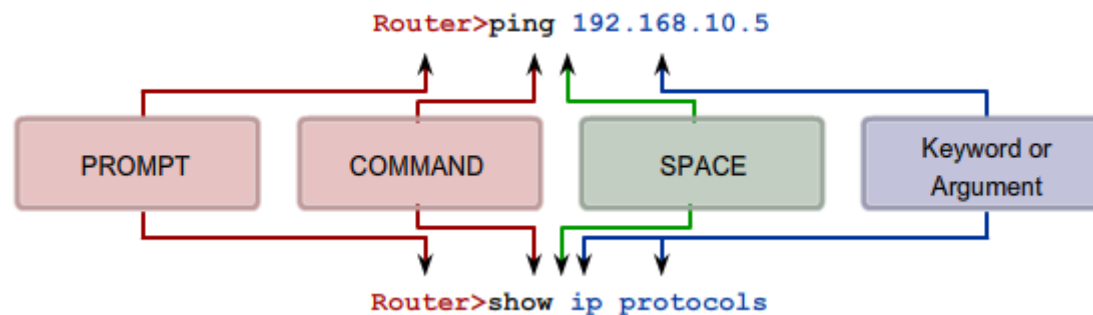 Router>ping 192.168.10.5
PROMPT
COMMAND
SPACE
Keyword or
Argument
Router>show ip protocols